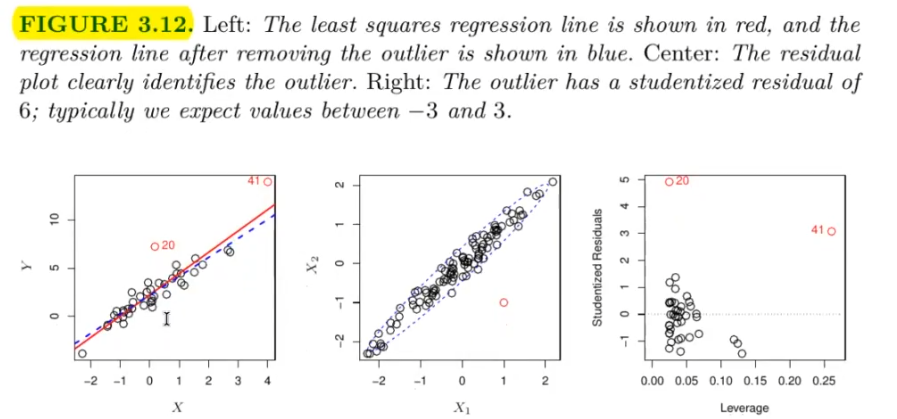 FIGURE 3.12. Left: The least squares regression line is shown in red, and the
regression line after removing the outlier is shown in blue. Center: The residual
plot clearly identifies the outlier. Right: The outlier has a studentized residual of
6; typically we expect values between −3 and 3.
41
20
Y
0 5 10
−2 −1 0 1 2 3 4
X
X2
−2 −1 0 1 2
−2 −1 0 1 2
X1
20
41
Studentized Residuals
−1 0 1 2 3 4 5
0.00 0.05 0.10 0.15 0.20 0.25
Leverage